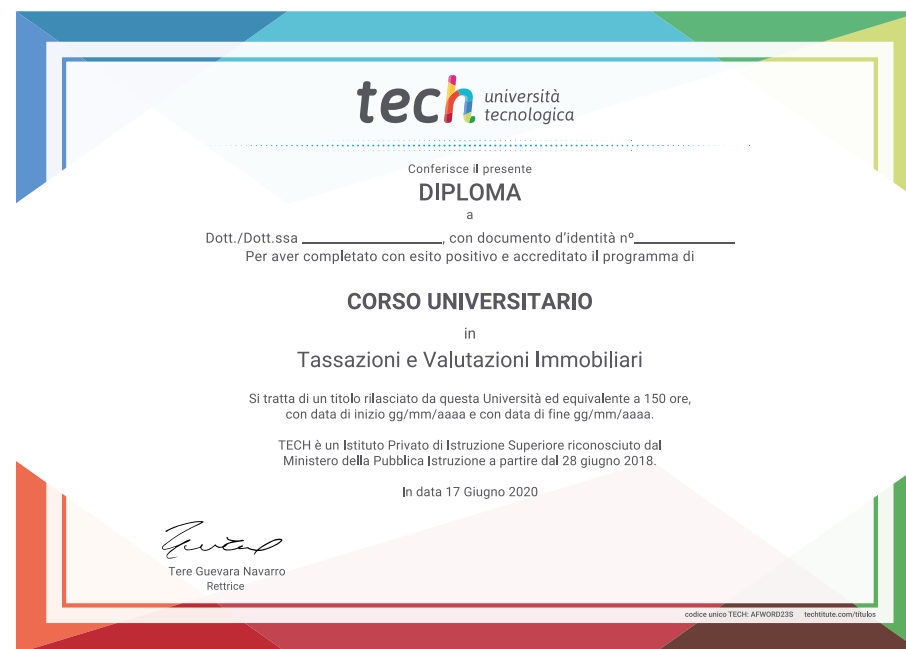 tech università
tecnologica
Conferisce il presente
DIPLOMA
a
Dott./Dott.ssa ____________________, con documento d'identità nº______________
Per aver completato con esito positivo e accreditato il programma di
CORSO UNIVERSITARIO
in
Tassazioni e Valutazioni Immobiliari
Si tratta di un titolo rilasciato da questa Università ed equivalente a 150 ore,
con data di inizio gg/mm/aaaa e con data di fine gg/mm/aaaa.
TECH è un Istituto Privato di Istruzione Superiore riconosciuto dal
Ministero della Pubblica Istruzione a partire dal 28 giugno 2018.
In data 17 Giugno 2020
Tere Guevara Navarro
Rettrice
codice unico TECH: AFWORD23S techtitute.com/titulos